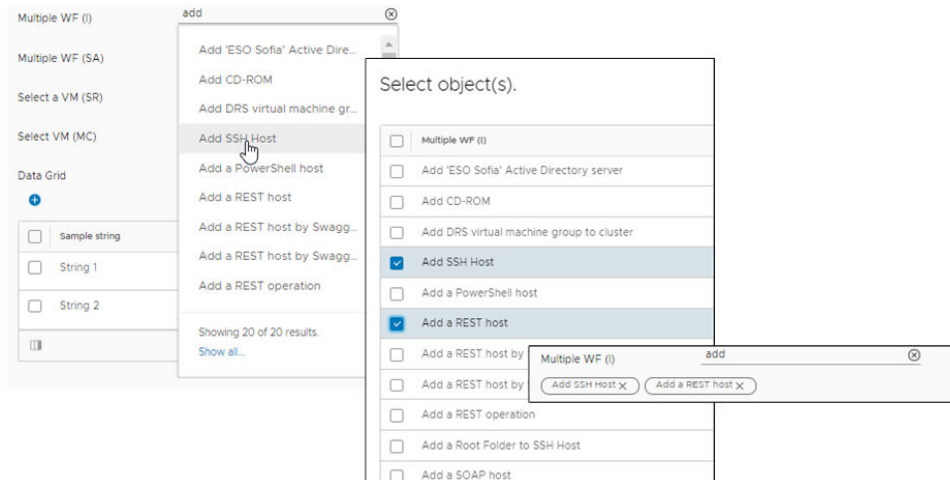 Multiple WF (I)
add
Multiple WF (SA)
Select a VM (SR)
Select VM (MC)
Data Grid
Sample string
String 1
String 2
Add 'ESO Sofia' Active Dire...
Add CD-ROM
Add DRS virtual machine gr...
Add SSH Host
Add a PowerShell host
Add a REST host
Add a REST host by Swagg...
Add a REST host by Swagg...
Add a REST operation
Showing 20 of 20 results.
Show all...
Select object(s).
Multiple WF (I)
Add 'ESO Sofia' Active Directory server
Add CD-ROM
Add DRS virtual machine group to cluster
Add SSH Host
Add a PowerShell host
Add a REST host
Add a REST host by
Add a REST host by
Add a REST operation
Add a Root Folder to SSH Host
Add a SOAP host
Multiple WF (I)
add
Add SSH Host
Add a REST host